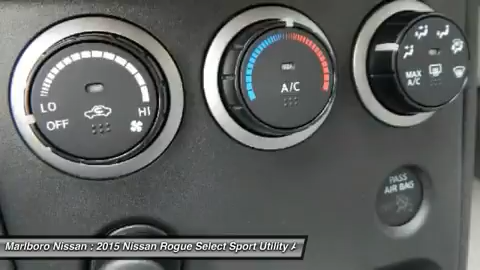 LO
OFF
HI
A/C
MAX
A/C
PASS
AIR BAG
Marlboro Nissan : 2015 Nissan Rogue Select Sport Utility